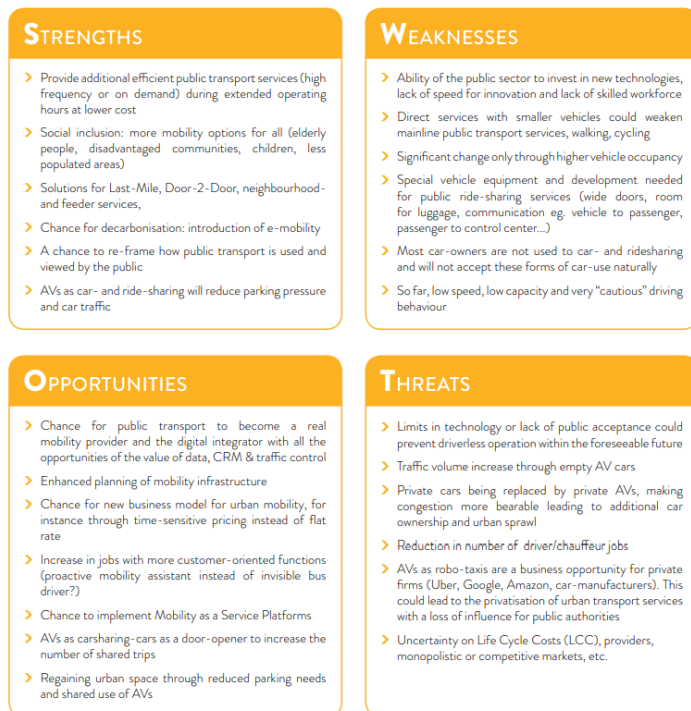 STRENGTHS
> Provide additional efficient public transport services (high
frequency or on demand) during extended operating
hours at lower cost
> Social inclusion: more mobility options for all (elderly
people, disadvantaged communities, children, less
populated areas)
> Solutions for Last-Mile, Door-2-Door, neighbourhood-
and feeder services,
> Chance for decarbonisation: introduction of e-mobility
> A chance to re-frame how public transport is used and
viewed by the public
> AVs as car- and ride-sharing will reduce parking pressure
and car traffic
WEAKNESSES
> Ability of the public sector to invest in new technologies,
lack of speed for innovation and lack of skilled workforce
> Direct services with smaller vehicles could weaken
mainline public transport services, walking, cycling
> Significant change only through higher vehicle occupancy
> Special vehicle equipment and development needed
for public ride-sharing services (wide doors, room
for luggage, communication eg. vehicle to passenger,
passenger to control center...)
> Most car-owners are not used to car- and ridesharing
and will not accept these forms of car-use naturally
> So far, low speed, low capacity and very “cautious” driving
behaviour
OPPORTUNITIES
> Chance for public transport to become a real
mobility provider and the digital integrator with all the
opportunities of the value of data, CRM & traffic control
> Enhanced planning of mobility infrastructure
> Chance for new business model for urban mobility, for
instance through time-sensitive pricing instead of flat
rate
> Increase in jobs with more customer-oriented functions
(proactive mobility assistant instead of invisible bus
driver?)
> Chance to implement Mobility as a Service Platforms
> AVs as carsharing-cars as a door-opener to increase the
number of shared trips
> Regaining urban space through reduced parking needs
and shared use of AVs
THREATS
> Limits in technology or lack of public acceptance could
prevent driverless operation within the foreseeable future
> Traffic volume increase through empty AV cars
> Private cars being replaced by private AVs, making
congestion more bearable leading to additional car
ownership and urban sprawl
> Reduction in number of driver/chauffeur jobs
> AVs as robo-taxis are a business opportunity for private
firms (Uber, Google, Amazon, car-manufacturers). This
could lead to the privatisation of urban transport services
with a loss of influence for public authorities
> Uncertainty on Life Cycle Costs (LCC), providers,
monopolistic or competitive markets, etc.